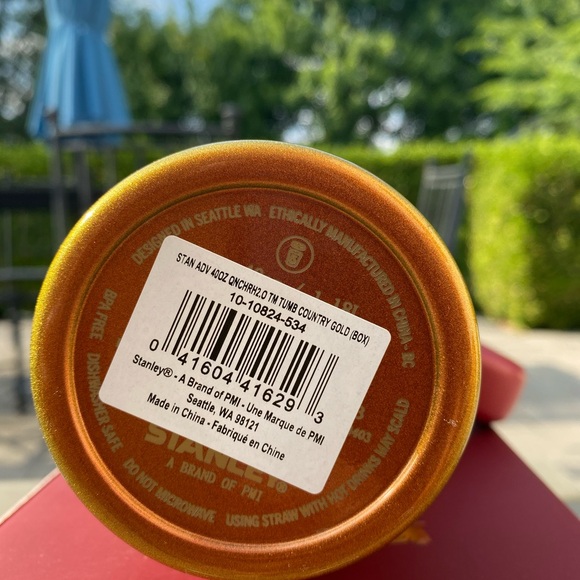 DESIGNED IN SEATTLE WA ETHICALLY MANUFACTURED IN CHINA - BC
STAN ADV 40OZ QNCHRH2.O TM TUMB COUNTRY GOLD (BOX)
10-10824-534
0 41604 41629 3
Stanley® - A Brand of PMI - Une Marque de PMI
Seattle, WA 98121
Made in China - Fabriqué en Chine
STANLEY®
A BRAND OF PMI
BPA FREE DISHWASHER SAFE DO NOT MICROWAVE USING STRAW WITH HOT DRINKS MAY SCALD